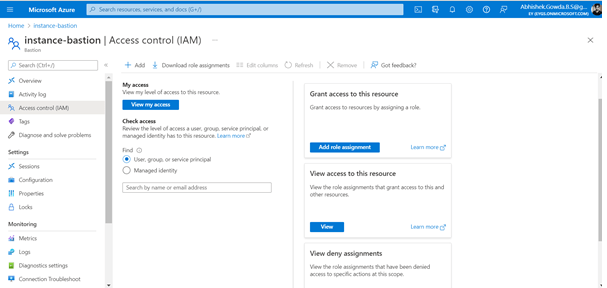 Microsoft Azure
Search resources, services, and docs (G+/)
Abhishek.Gowda.B.S@g...
EY (EYGS.ONMICROSOFT.COM)
Home > instance-bastion
instance-bastion | Access control (IAM) ...
Bastion
Search (Ctrl+/)
Add
Download role assignments
Edit columns
Refresh
Remove
Got feedback?
Overview
Activity log
Access control (IAM)
Tags
Diagnose and solve problems
Settings
Sessions
Configuration
Properties
Locks
Monitoring
Metrics
Logs
Diagnostics settings
Connection Troubleshoot
My access
View my level of access to this resource.
View my access
Check access
Review the level of access a user, group, service principal, or
managed identity has to this resource. Learn more
Find
User, group, or service principal
Managed identity
Search by name or email address
Grant access to this resource
Grant access to resources by assigning a role.
Add role assignment
Learn more
View access to this resource
View the role assignments that grant access to this and
other resources.
View
Learn more
View deny assignments
View the role assignments that have been denied
access to specific actions at this scope.